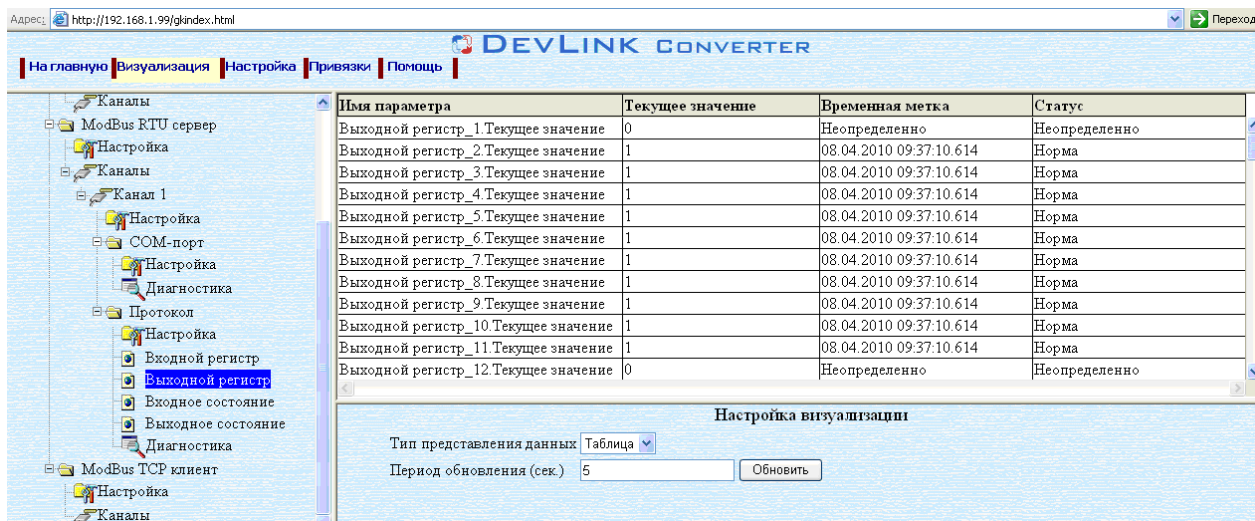 Адрес: http://192.168.1.99/gkindex.html Переход
DEVLINK CONVERTER
На главную Визуализация Настройка Привязки Помощь
Каналы
ModBus RTU сервер
Настройка
Каналы
Канал 1
Настройка
COM-порт
Настройка
Диагностика
Протокол
Настройка
Входной регистр
Выходной регистр
Входное состояние
Выходное состояние
Диагностика
ModBus TCP клиент
Настройка
Каналы
Имя параметра Текущее значение Временная метка Статус
Выходной регистр_1.Текущее значение 0 Неопределенно Неопределенно
Выходной регистр_2.Текущее значение 1 08.04.2010 09:37:10.614 Норма
Выходной регистр_3.Текущее значение 1 08.04.2010 09:37:10.614 Норма
Выходной регистр_4.Текущее значение 1 08.04.2010 09:37:10.614 Норма
Выходной регистр_5.Текущее значение 1 08.04.2010 09:37:10.614 Норма
Выходной регистр_6.Текущее значение 1 08.04.2010 09:37:10.614 Норма
Выходной регистр_7.Текущее значение 1 08.04.2010 09:37:10.614 Норма
Выходной регистр_8.Текущее значение 1 08.04.2010 09:37:10.614 Норма
Выходной регистр_9.Текущее значение 1 08.04.2010 09:37:10.614 Норма
Выходной регистр_10.Текущее значение 1 08.04.2010 09:37:10.614 Норма
Выходной регистр_11.Текущее значение 1 08.04.2010 09:37:10.614 Норма
Выходной регистр_12.Текущее значение 0 Неопределенно Неопределенно
Настройка визуализации
Тип представления данных Таблица
Период обновления (сек.) 5 Обновить